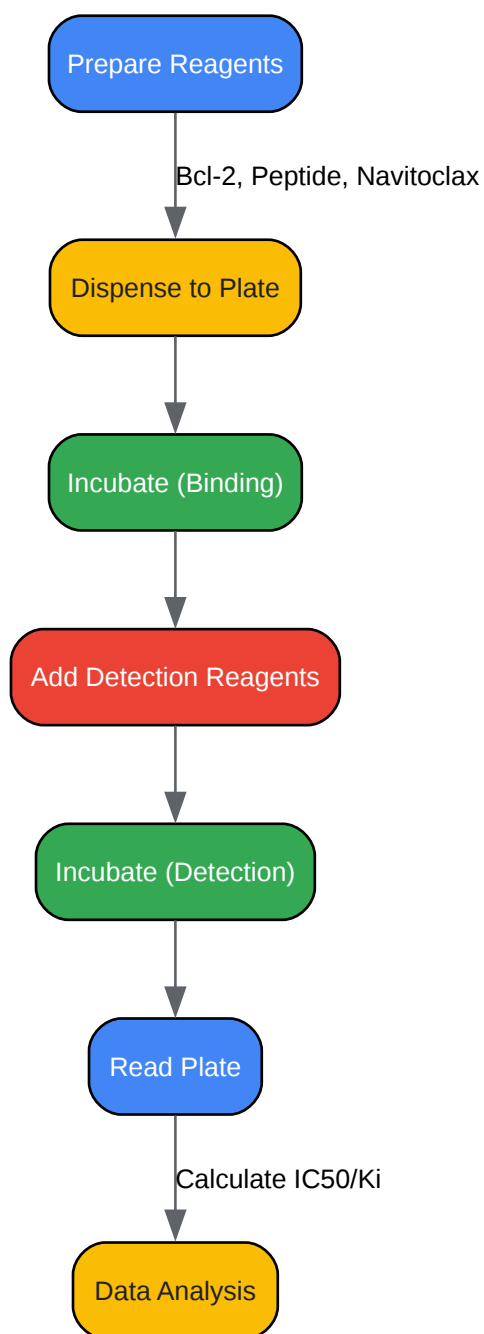 Prepare Reagents
Bcl-2, Peptide, Navitoclax
Dispense to Plate
Incubate (Binding)
Add Detection Reagents
Incubate (Detection)
Read Plate
Calculate IC50/Ki
Data Analysis